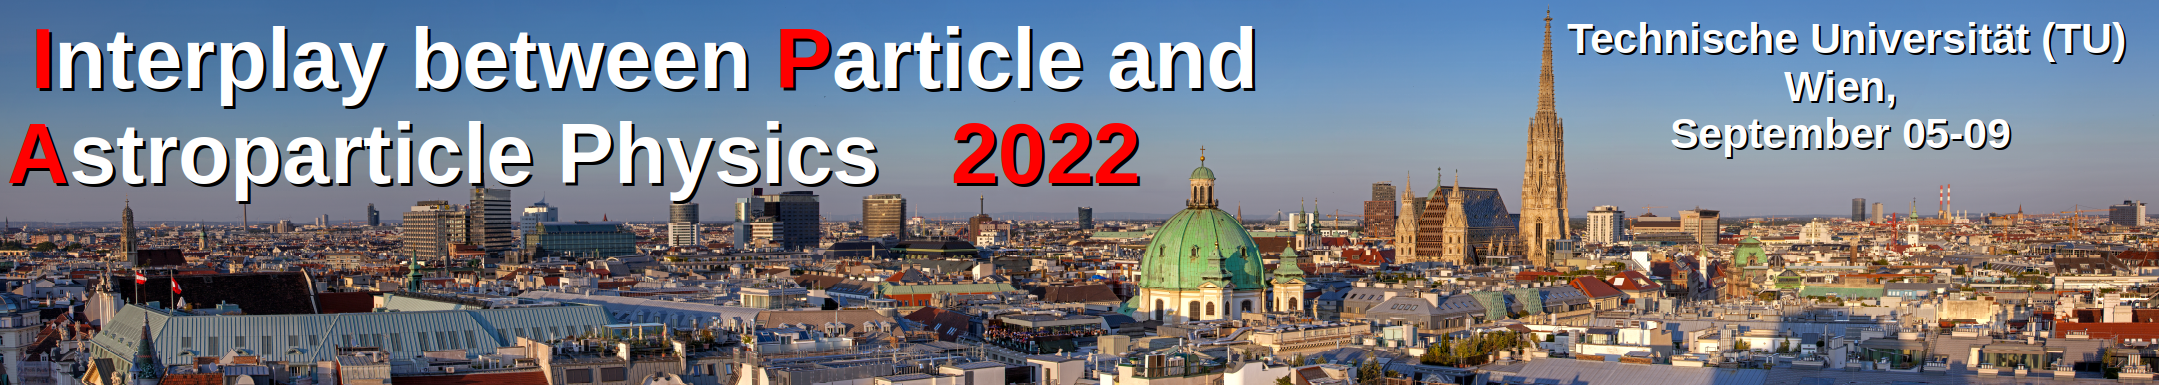 Interplay between Particle and
Astroparticle Physics 2022
Technische Universität (TU)
Wien,
September 05-09